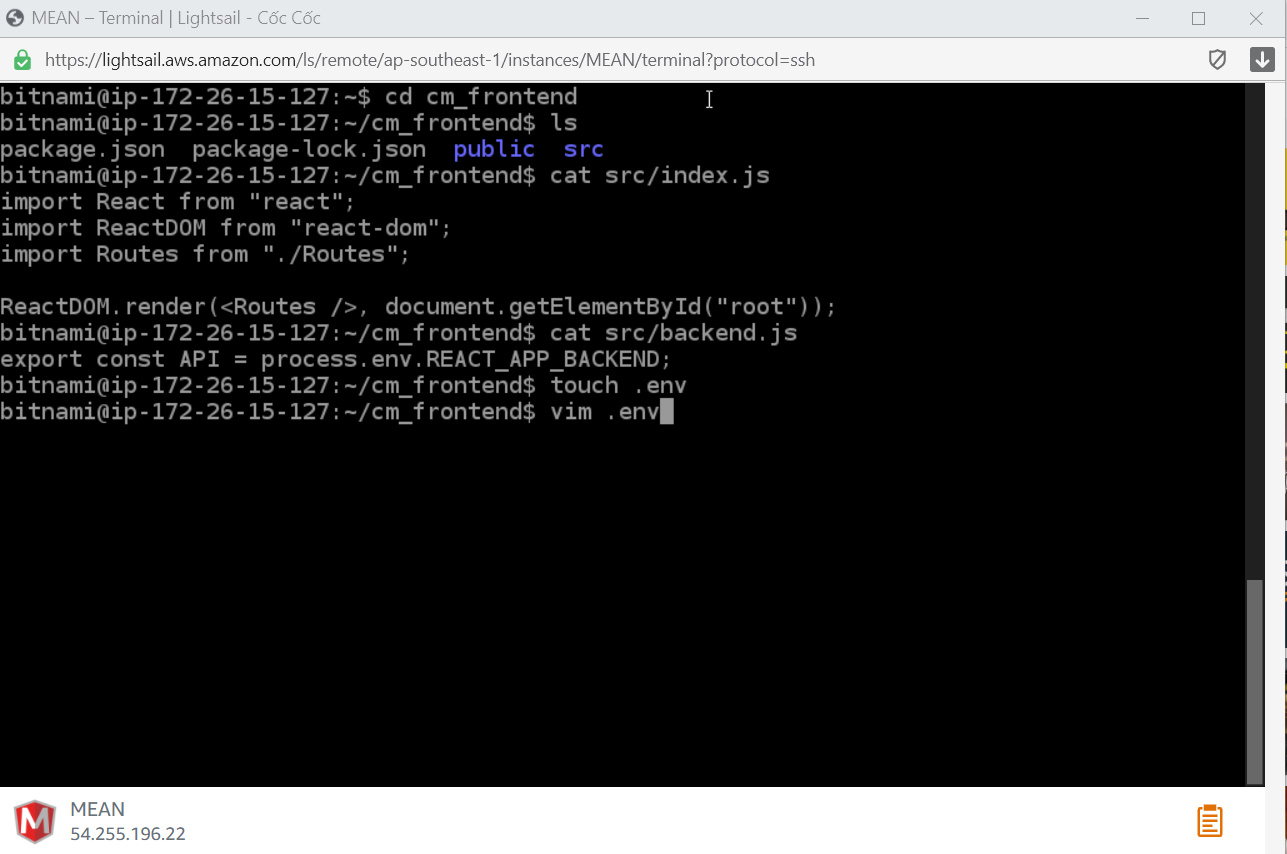 MEAN – Terminal | Lightsail - Cốc Cốc
https://lightsail.aws.amazon.com/ls/remote/ap-southeast-1/instances/MEAN/terminal?protocol=ssh
bitnami@ip-172-26-15-127:~$ cd cm_frontend
bitnami@ip-172-26-15-127:~/cm_frontend$ ls
package.json  package-lock.json  public  src
bitnami@ip-172-26-15-127:~/cm_frontend$ cat src/index.js
import React from "react";
import ReactDOM from "react-dom";
import Routes from "./Routes";
ReactDOM.render(<Routes />, document.getElementById("root"));
bitnami@ip-172-26-15-127:~/cm_frontend$ cat src/backend.js
export const API = process.env.REACT_APP_BACKEND;
bitnami@ip-172-26-15-127:~/cm_frontend$ touch .env
bitnami@ip-172-26-15-127:~/cm_frontend$ vim .env
M
MEAN
54.255.196.22